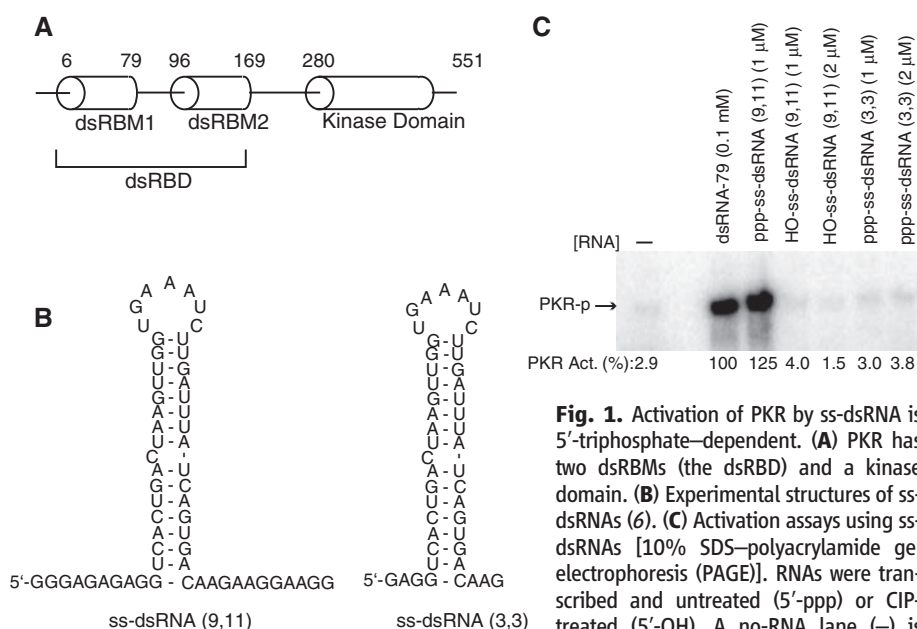 A
6 79 96 169 280 551
dsRBM1 dsRBM2 Kinase Domain
dsRBD
B
5'-GGGAGAGAGG - CAAGAAGGAAGG
ss-dsRNA (9,11)
5'-GAGG - CAAG
ss-dsRNA (3,3)
C
dsRNA-79 (0.1 mM)
ppp-ss-dsRNA (9,11) (1 μM)
HO-ss-dsRNA (9,11) (1 μM)
HO-ss-dsRNA (9,11) (2 μM)
ppp-ss-dsRNA (3,3) (1 μM)
ppp-ss-dsRNA (3,3) (2 μM)
[RNA] –
PKR-p →
PKR Act. (%): 2.9 100 125 4.0 1.5 3.0 3.8
Fig. 1. Activation of PKR by ss-dsRNA is
5′-triphosphate–dependent. (A) PKR has
two dsRBMs (the dsRBD) and a kinase
domain. (B) Experimental structures of ss-
dsRNAs (6). (C) Activation assays using ss-
dsRNAs [10% SDS–polyacrylamide ge
electrophoresis (PAGE)]. RNAs were tran-
scribed and untreated (5′-ppp) or CIP-
treated (5′-OH). A no-RNA lane (–) is